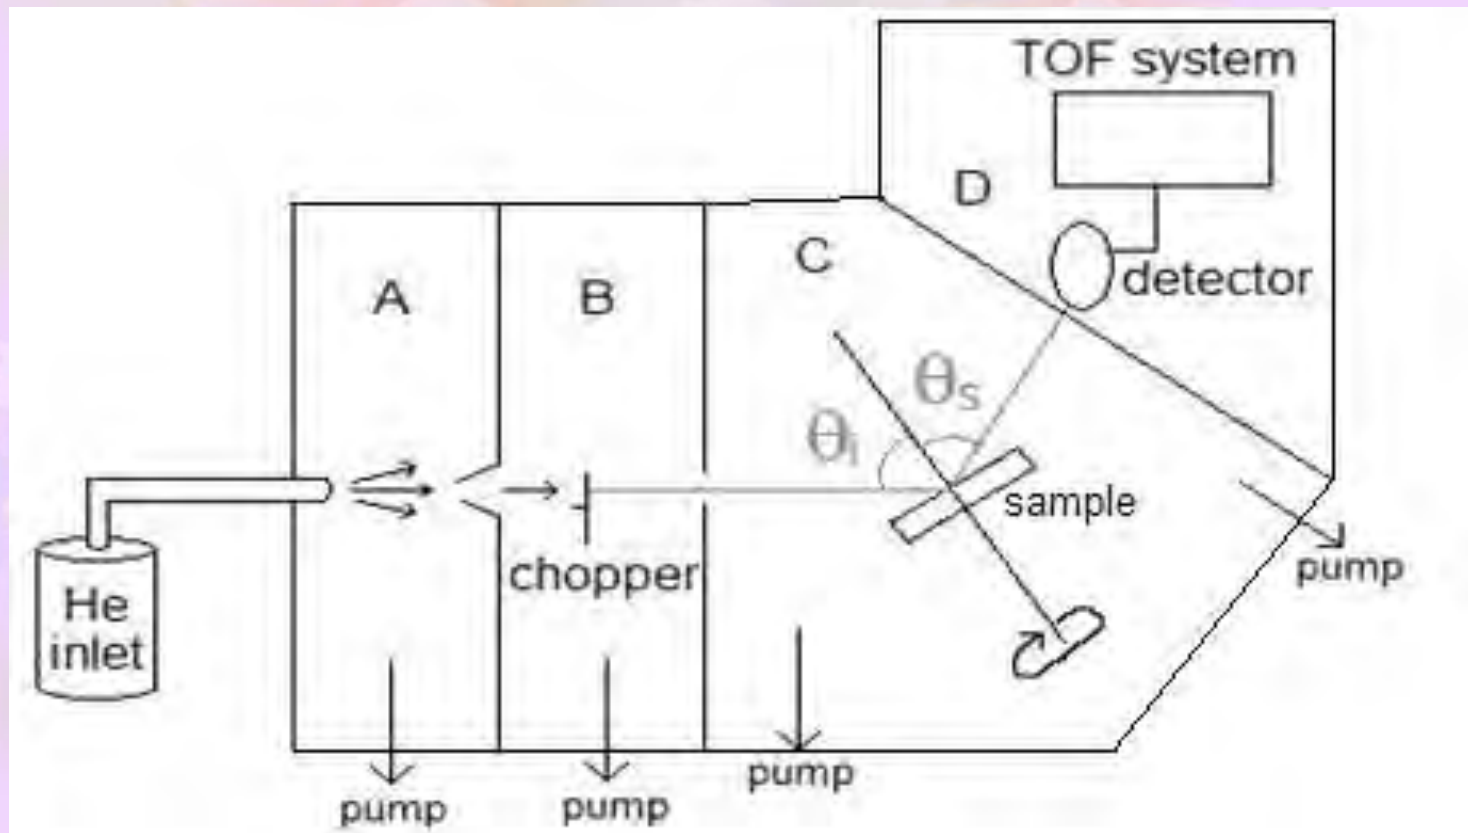 TOF system
D
detector
A
B
C
θs
θi
sample
chopper
He
inlet
pump
pump
pump
pump